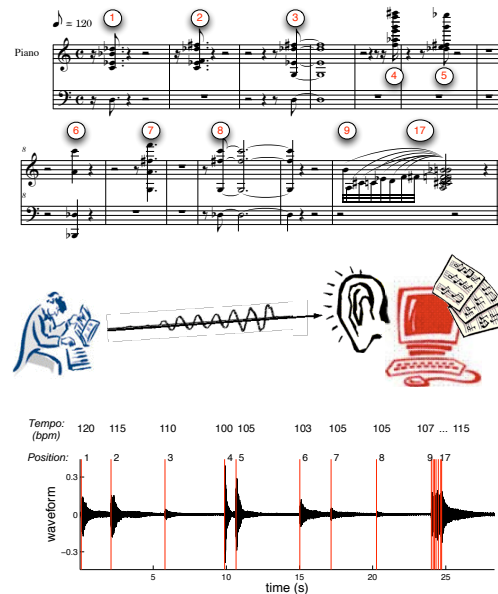 ♪ = 120
1 2 3
Piano
4 5
6 7 8 9 17
8
8
Tempo: 120 115 110 100 105 103 105 105 107 ... 115
(bpm)
Position: 1 2 3 4 5 6 7 8 9 17
0.3
waveform
0
−0.3
5 10 15 20 25
time (s)